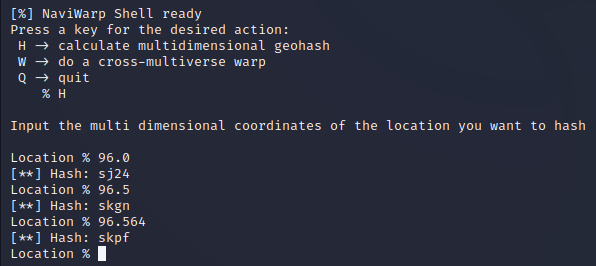 [%] NaviWarp Shell ready
Press a key for the desired action:
H → calculate multidimensional geohash
W → do a cross-multiverse warp
Q → quit
% H
Input the multi dimensional coordinates of the location you want to hash
Location % 96.0
[**] Hash: sj24
Location % 96.5
[**] Hash: skgn
Location % 96.564
[**] Hash: skpf
Location %